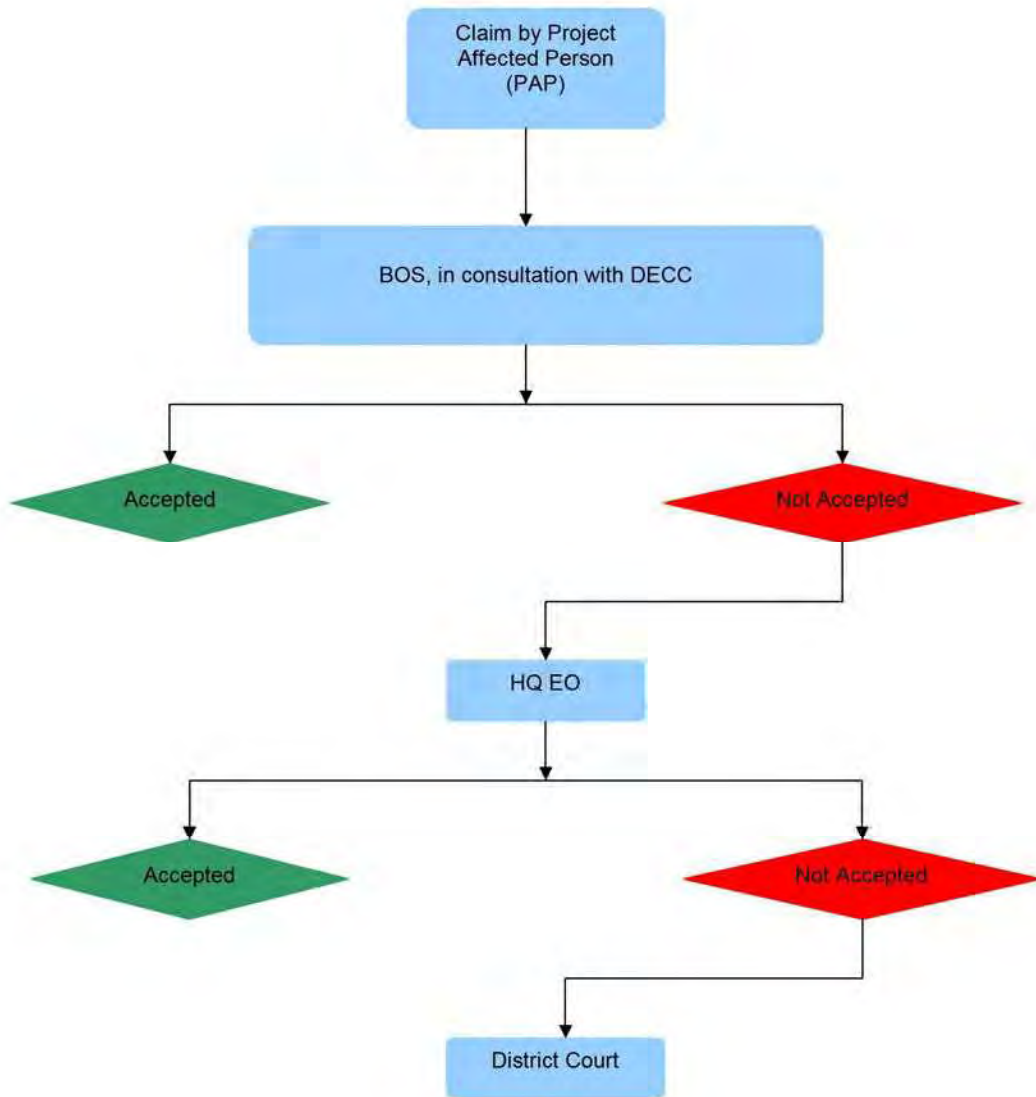 Claim by Project
Affected Person
(PAP)
BOS, in consultation with DECC
Accepted
Not Accepted
HQ EO
Accepted
Not Accepted
District Court